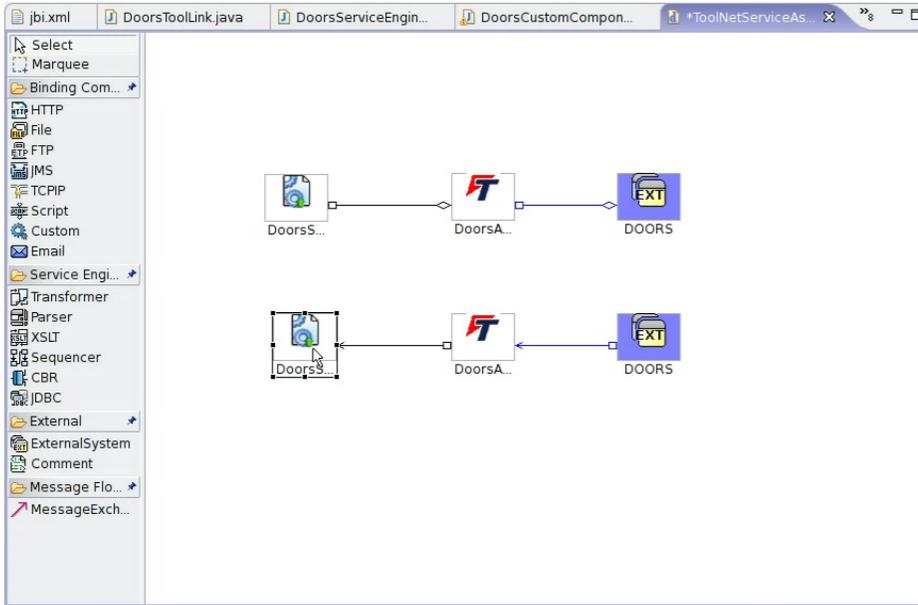 jbi.xml
DoorsToolLink.java
DoorsServiceEngin...
DoorsCustomCompon...
*ToolNetServiceAs...
8
Select
Marquee
Binding Com...
HTTP
File
FTP
JMS
TCPIP
Script
Custom
Email
Service Engi...
Transformer
Parser
XSLT
Sequencer
CBR
JDBC
External
ExternalSystem
Comment
Message Flo...
MessageExch...
EXT
DoorsS...
DoorsA...
DOORS
EXT
DoorsS...
DoorsA...
DOORS